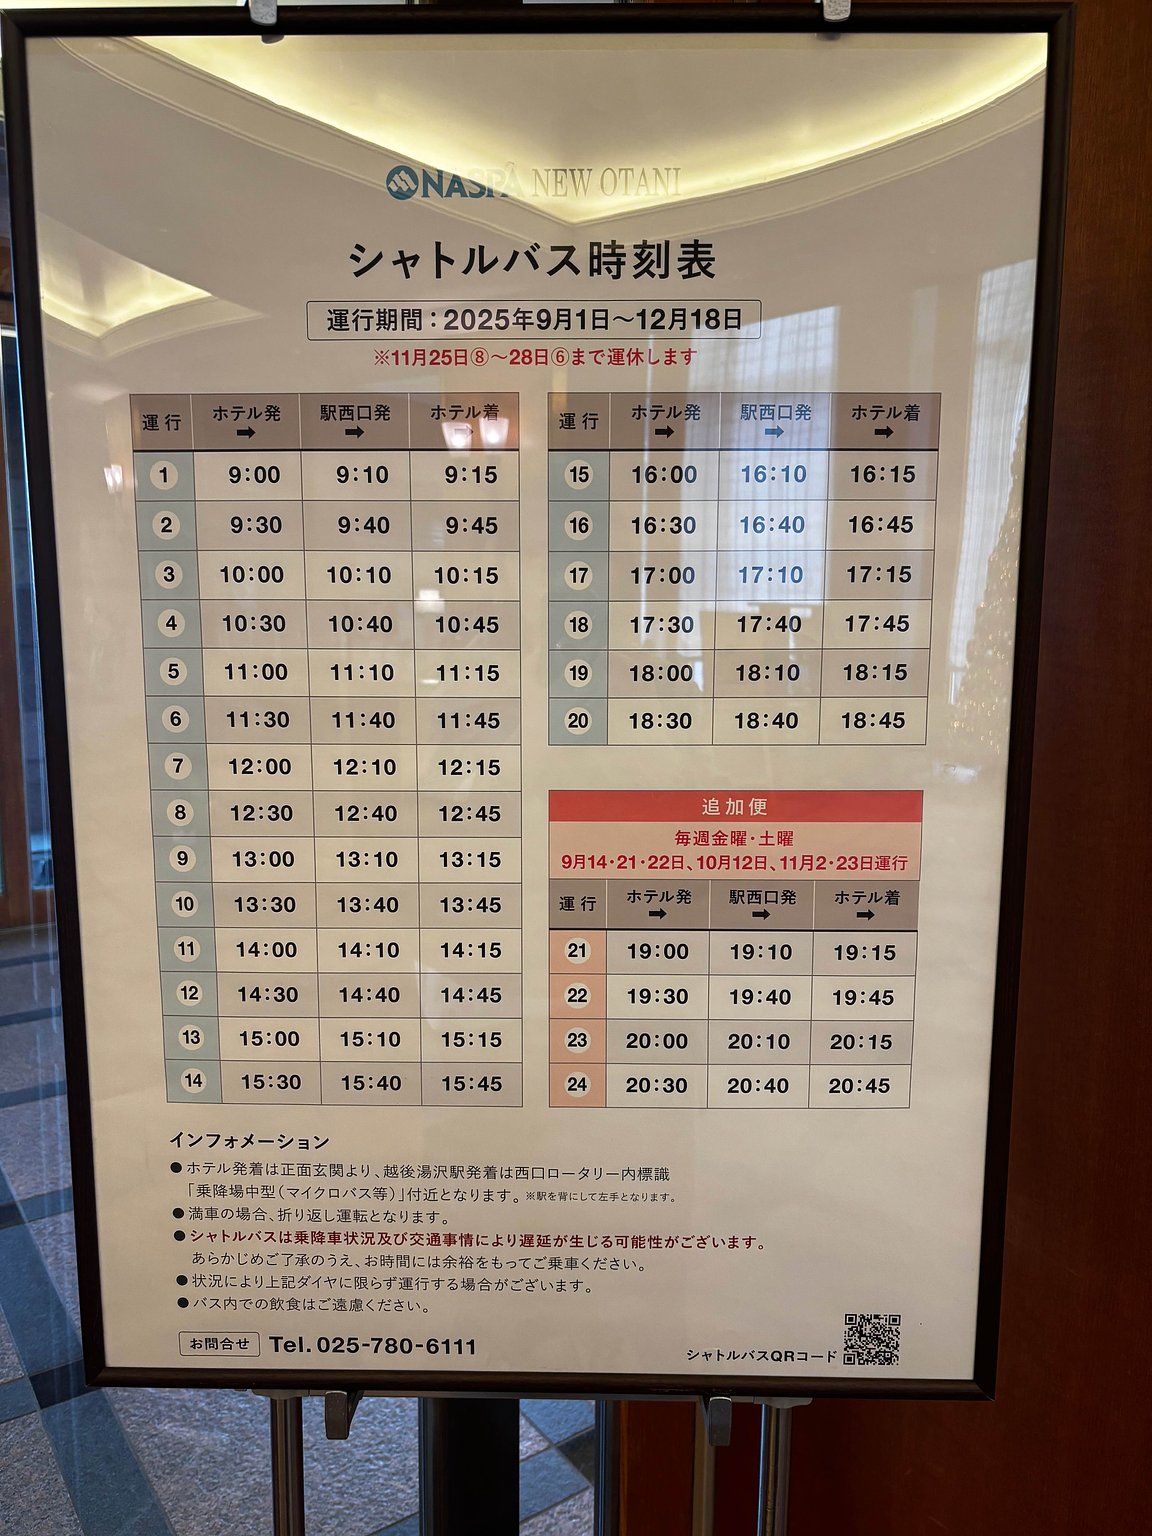 NASPA NEW OTANI
シャトルバス時刻表
運行期間：2025年9月1日～12月18日
※11月25日⑧～28日⑥まで運休します
運行 ホテル発➡ 駅西口発➡ ホテル着➡
1 9:00 9:10 9:15
2 9:30 9:40 9:45
3 10:00 10:10 10:15
4 10:30 10:40 10:45
5 11:00 11:10 11:15
6 11:30 11:40 11:45
7 12:00 12:10 12:15
8 12:30 12:40 12:45
9 13:00 13:10 13:15
10 13:30 13:40 13:45
11 14:00 14:10 14:15
12 14:30 14:40 14:45
13 15:00 15:10 15:15
14 15:30 15:40 15:45
運行 ホテル発➡ 駅西口発➡ ホテル着➡
15 16:00 16:10 16:15
16 16:30 16:40 16:45
17 17:00 17:10 17:15
18 17:30 17:40 17:45
19 18:00 18:10 18:15
20 18:30 18:40 18:45
追加便
毎週金曜・土曜
9月14・21・22日、10月12日、11月2・23日運行
運行 ホテル発➡ 駅西口発➡ ホテル着➡
21 19:00 19:10 19:15
22 19:30 19:40 19:45
23 20:00 20:10 20:15
24 20:30 20:40 20:45
インフォメーション
●ホテル発着は正面玄関より、越後湯沢駅発着は西口ロータリー内標識
「乗降場中型（マイクロバス等）」付近となります。※駅を背にして左手となります。
●満車の場合、折り返し運転となります。
●シャトルバスは乗降車状況及び交通事情により遅延が生じる可能性がございます。
あらかじめご了承のうえ、お時間には余裕をもってご乗車ください。
●状況により上記ダイヤに限らず運行する場合がございます。
●バス内での飲食はご遠慮ください。
お問合せ Tel. 025-780-6111
シャトルバスQRコード